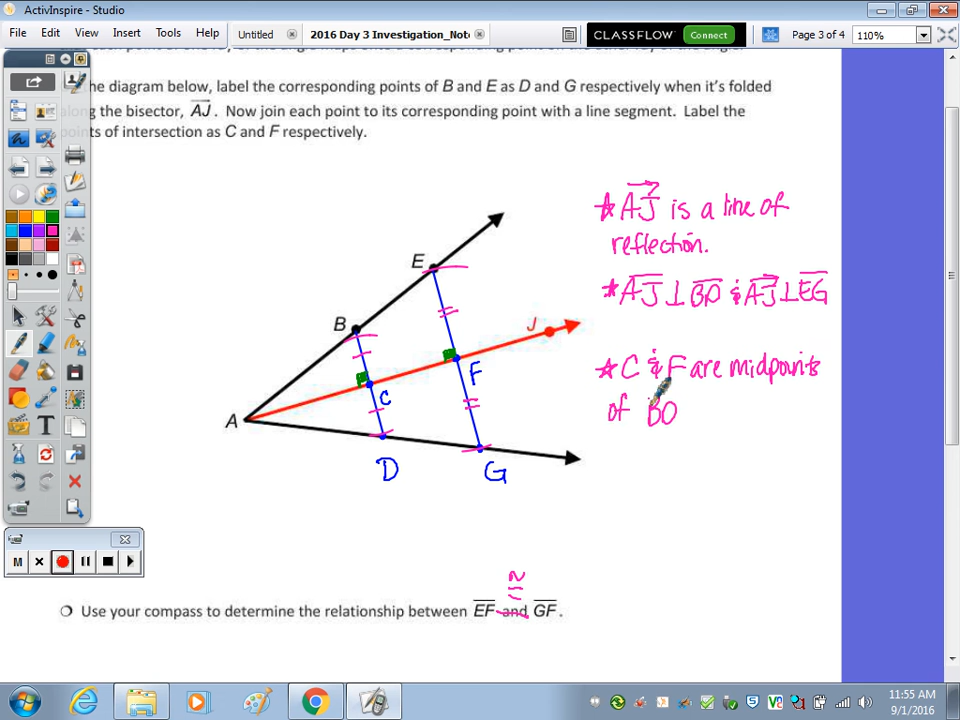 ActivInspire - Studio
File Edit View Insert Tools Help
Untitled
2016 Day 3 Investigation_Note
CLASSFLOW Connect
Page 3 of 4 110%
he diagram below, label the corresponding points of B and E as D and G respectively when it's folded
along the bisector, AJ. Now join each point to its corresponding point with a line segment. Label the
points of intersection as C and F respectively.
AJ is a line of
reflection.
AJ ⊥ BD & AJ ⊥ EG
C & F are midpoints
of BD
E
B
J
F
C
A
D
G
≅
Use your compass to determine the relationship between EF and GF.
M
11:55 AM
9/1/2016